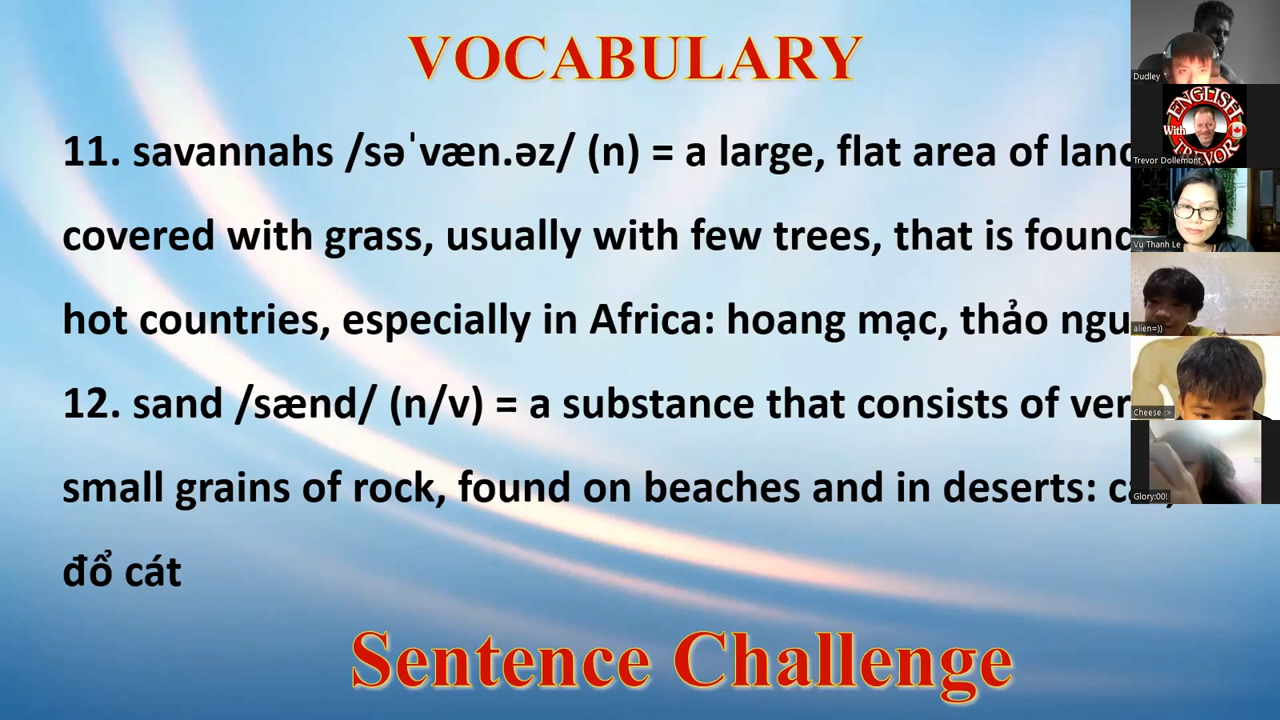 VOCABULARY
11. savannahs /səˈvæn.əz/ (n) = a large, flat area of land
covered with grass, usually with few trees, that is found
hot countries, especially in Africa: hoang mạc, thảo
12. sand /sænd/ (n/v) = a substance that consists of
small grains of rock, found on beaches and in deserts:
đổ cát
Sentence Challenge
Dudley
ENGLISH
With
TREVOR
Trevor Dollemont
Vu Thanh Le
alien=))
Cheese :>
Glory:00!